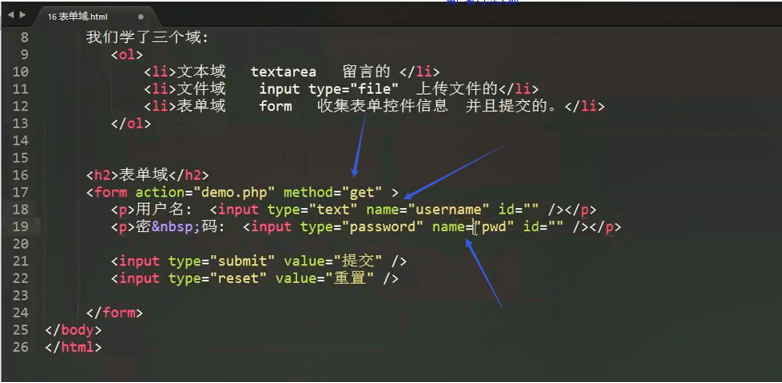 16 表单域.html
8 我们学了三个域:
9 <ol>
10 <li>文本域 textarea 留言的 </li>
11 <li>文件域 input type="file" 上传文件的</li>
12 <li>表单域 form 收集表单控件信息 并且提交的。</li>
13 </ol>
14
15
16 <h2>表单域</h2>
17 <form action="demo.php" method="get" >
18 <p>用户名: <input type="text" name="username" id="" /></p>
19 <p>密&nbsp;码: <input type="password" name="pwd" id="" /></p>
20
21 <input type="submit" value="提交" />
22 <input type="reset" value="重置" />
23
24 </form>
25 </body>
26 </html>